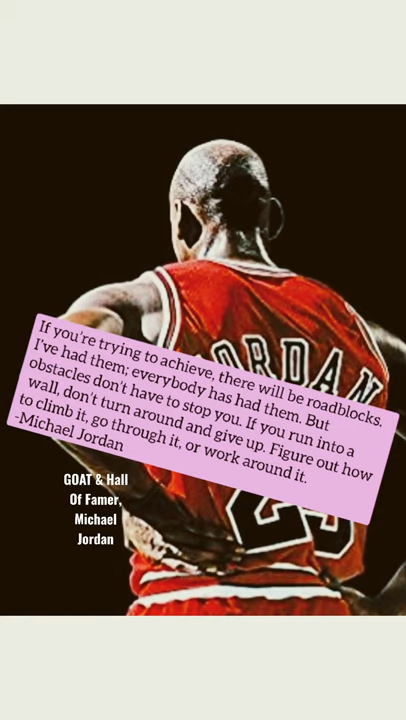 JORDAN
If you're trying to achieve, there will be roadblocks.
I've had them; everybody has had them. But
obstacles don't have to stop you. If you run into a
wall, don't turn around and give up. Figure out how
to climb it, go through it, or work around it.
-Michael Jordan
23
GOAT & Hall
Of Famer,
Michael
Jordan